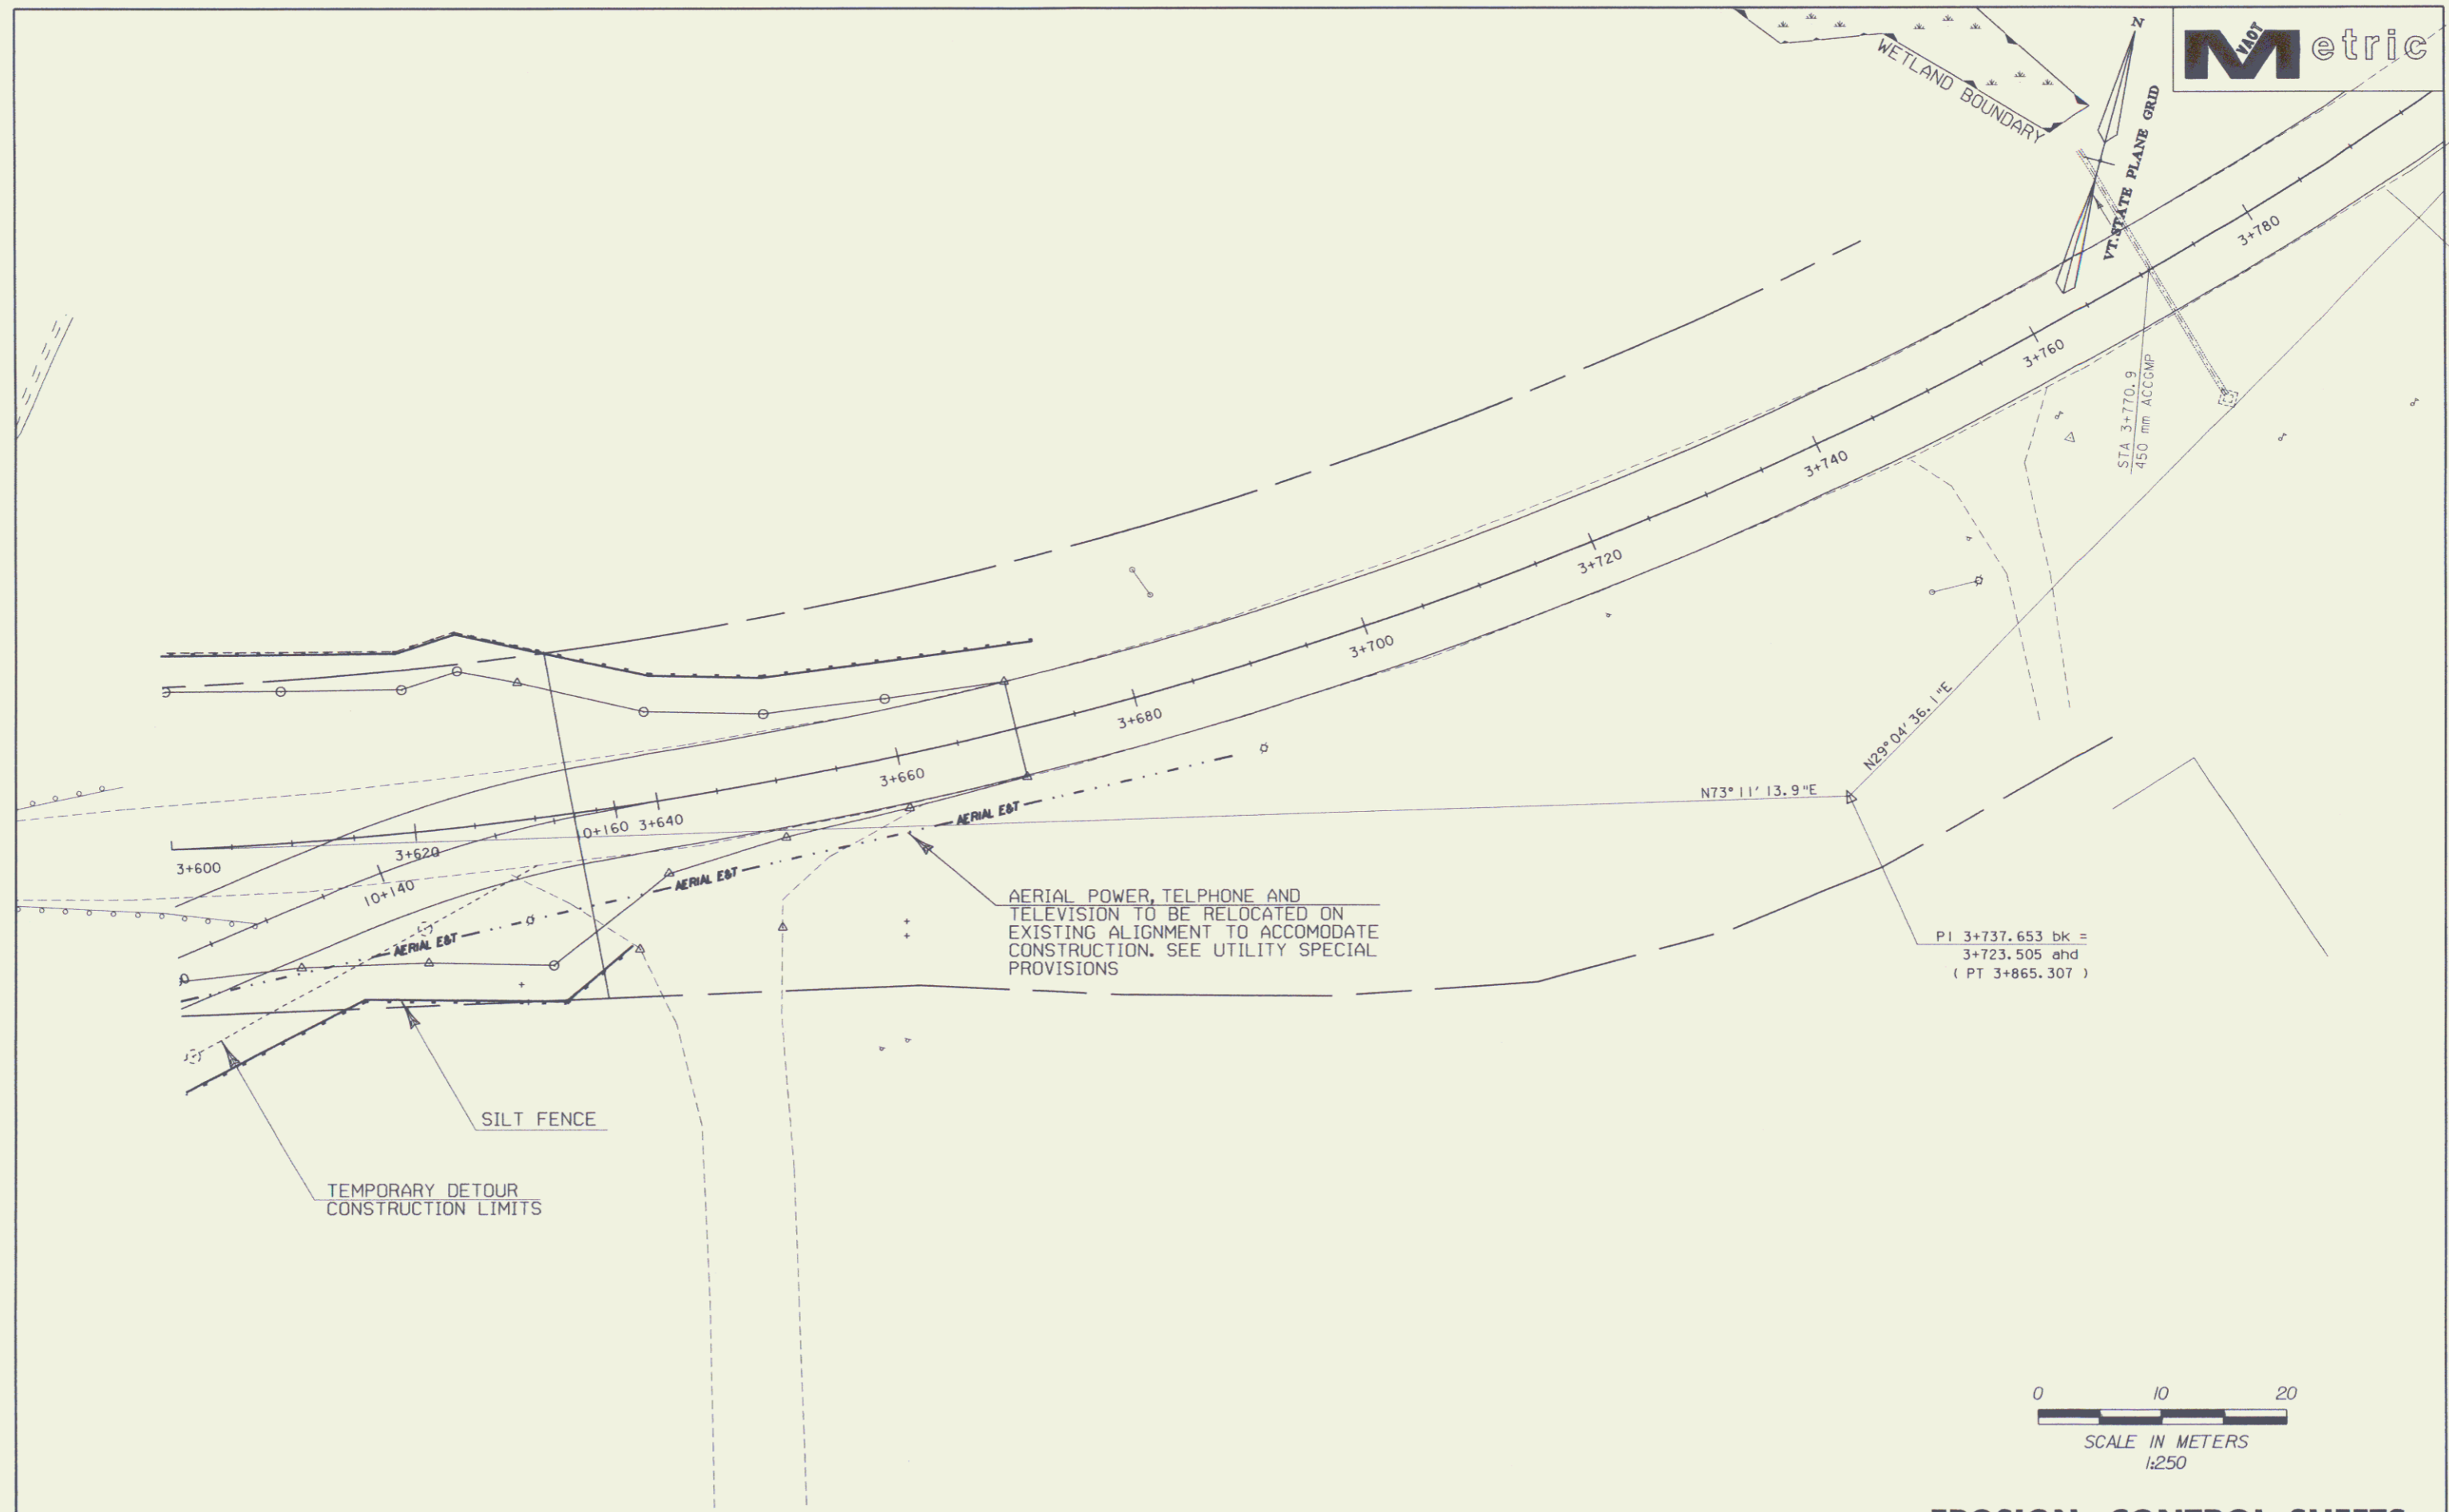 VAOT
Metric
N
WETLAND BOUNDARY
VT. STATE PLANE GRID
3+780
3+760
STA 3+770.9
450 mm ACCGMP
3+740
3+720
3+700
3+680
3+660
N29°04'36.1"E
N73°11'13.9"E
10+160 3+640
3+620
3+600
10+140
AERIAL E&T
AERIAL E&T
AERIAL E&T
AERIAL POWER, TELPHONE AND
TELEVISION TO BE RELOCATED ON
EXISTING ALIGNMENT TO ACCOMODATE
CONSTRUCTION. SEE UTILITY SPECIAL
PROVISIONS
PI 3+737.653 bk =
3+723.505 ahd
( PT 3+865.307 )
SILT FENCE
TEMPORARY DETOUR
CONSTRUCTION LIMITS
0 10 20
SCALE IN METERS
1:250
EROSION CONTROL SHEETS